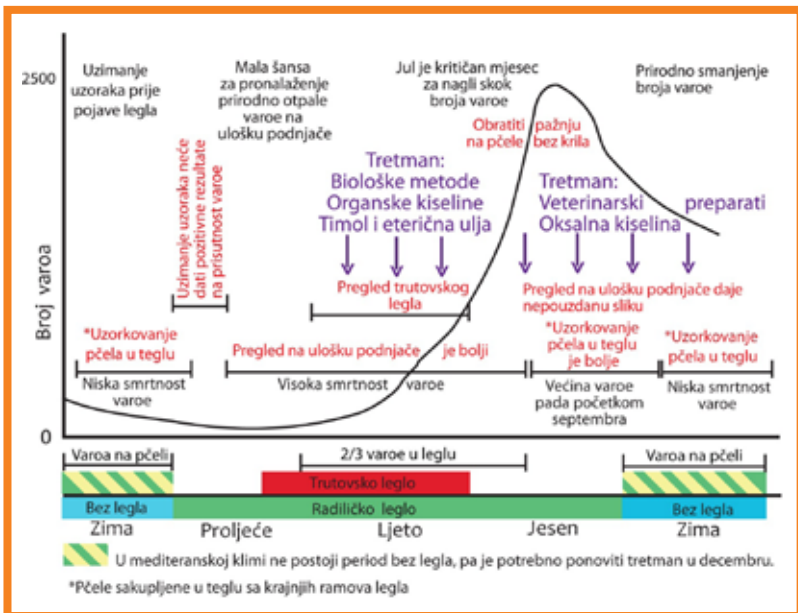 2500
Broj varoa
0
Uzimanje
uzoraka prije
pojave legla
Mala šansa
za pronalaženje
prirodno otpale
varoe na
ulošku podnjače
Jul je kritičan mjesec
za nagli skok
broja varoe
Prirodno smanjenje
broja varoe
Obratiti pažnju
na pčele bez krila
Uzimanje uzoraka neće
dati pozitivne rezultate
na prisutnost varoe
Tretman:
Biološke metode
Organske kiseline
Timol i eterična ulja
Tretman:
Veterinarski preparati
Oksalna kiselina
Pregled trutovskog
legla
Pregled na ulošku podnjače daje
nepouzdanu sliku
*Uzorkovanje
pčela u teglu
Pregled na ulošku podnjače je bolji
*Uzorkovanje
pčela u teglu
je bolje
*Uzorkovanje
pčela u teglu
Niska smrtnost
varoe
Visoka smrtnost varoe
Većina varoe
pada početkom
septembra
Niska smrtnost
varoe
Varoa na pčeli
2/3 varoe u leglu
Varoa na pčeli
Trutovsko leglo
Bez legla
Radiličko leglo
Bez legla
Zima Proljeće Ljeto Jesen Zima
U mediteranskoj klimi ne postoji period bez legla, pa je potrebno ponoviti tretman u decembru.
*Pčele sakupljene u teglu sa krajnjih ramova legla